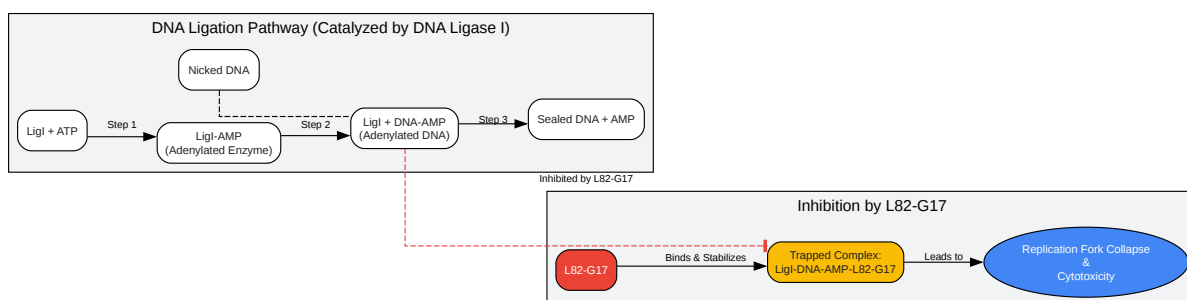 DNA Ligation Pathway (Catalyzed by DNA Ligase I)
Nicked DNA
LigI + ATP
Step 1
LigI-AMP
(Adenylated Enzyme)
Step 2
LigI + DNA-AMP
(Adenylated DNA)
Step 3
Sealed DNA + AMP
Inhibited by L82-G17
Inhibition by L82-G17
L82-G17
Binds & Stabilizes
Trapped Complex:
LigI-DNA-AMP-L82-G17
Leads to
Replication Fork Collapse
&
Cytotoxicity